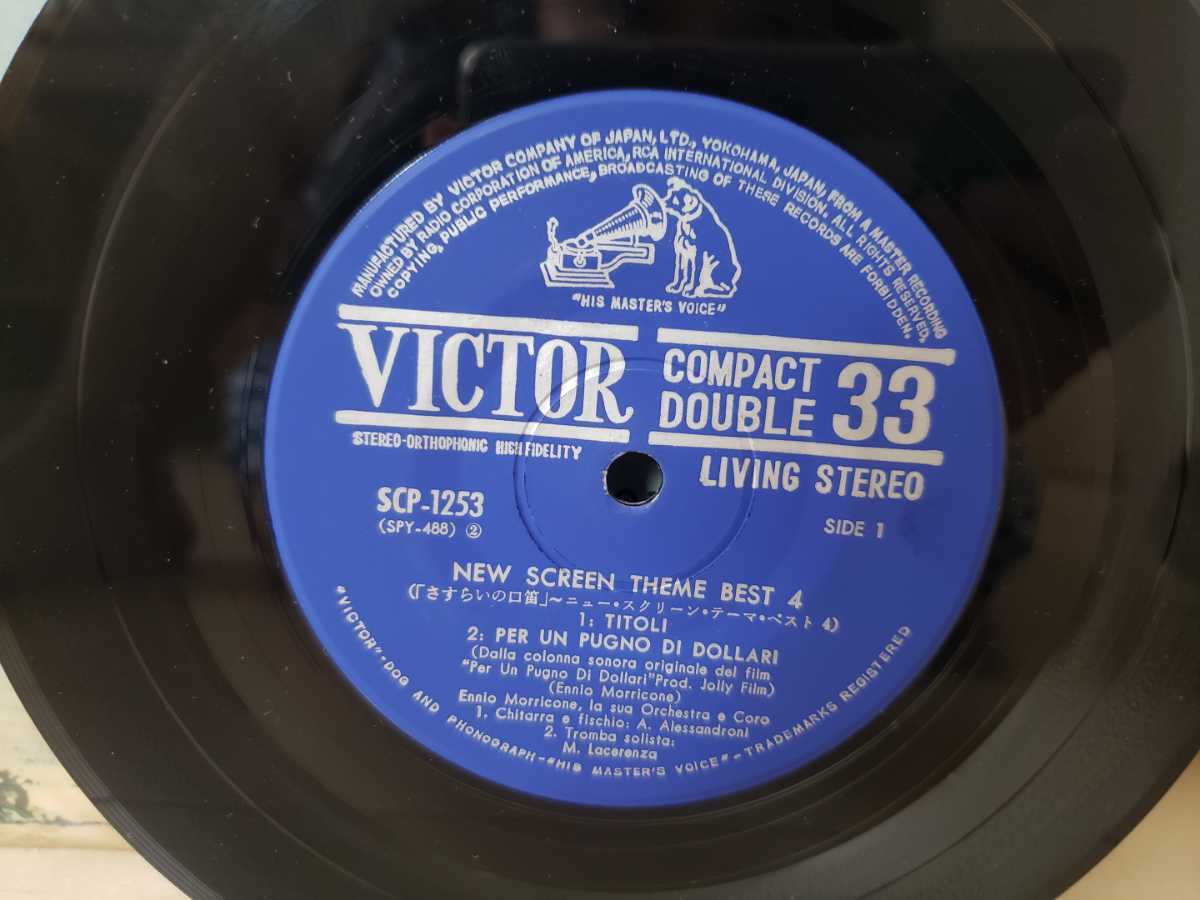 MANUFACTURED BY VICTOR COMPANY OF JAPAN, LTD., YOKOHAMA, JAPAN, FROM A MASTER RECORDING
OWNED BY RADIO CORPORATION OF AMERICA, RCA INTERNATIONAL DIVISION. ALL RIGHTS RESERVED,
COPYING, PUBLIC PERFORMANCE, BROADCASTING OF THESE RECORDS ARE FORBIDDEN.
"HIS MASTER'S VOICE"
VICTOR
COMPACT
DOUBLE 33
STEREO-ORTHOPHONIC HIGH FIDELITY
LIVING STEREO
SCP-1253
(SPY-488) ②
SIDE 1
NEW SCREEN THEME BEST 4
(「さすらいの口笛」~ニュー・スクリーン・テーマ・ベスト 4)
1: TITOLI
2: PER UN PUGNO DI DOLLARI
(Dalla colonna sonora originale del film
"Per Un Pugno Di Dollari" Prod. Jolly Film)
(Ennio Morricone)
Ennio Morricone, la sua Orchestra e Coro
1. Chitarra e fischio: A. Alessandroni
2. Tromba solista:
M. Lacerenza
"VICTOR"-DOG AND PHONOGRAPH-"HIS MASTER'S VOICE"-TRADEMARKS REGISTERED